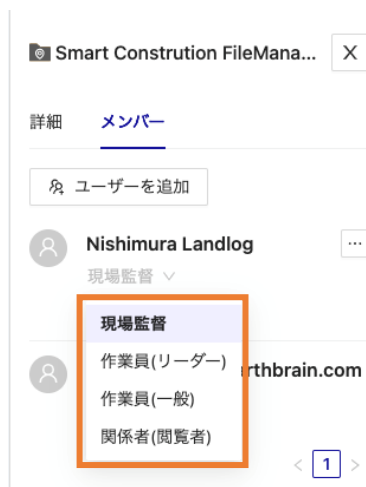 Smart Constrution FileMana... X
詳細 メンバー
ユーザーを追加
Nishimura Landlog ...
現場監督
現場監督
作業員(リーダー)
rthbrain.com
作業員(一般)
関係者(閲覧者)
< 1 >